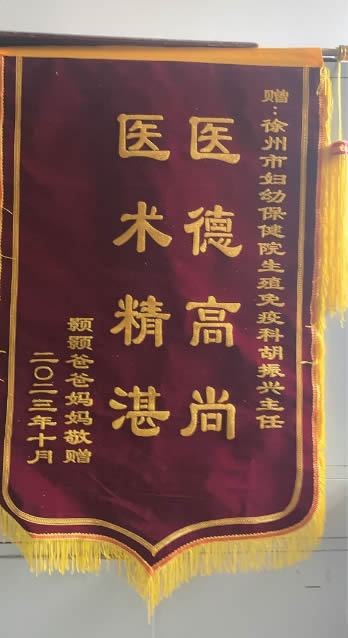 赠：徐州市妇幼保健院生殖免疫科胡振兴主任
医德高尚
医术精湛
颢颢爸爸妈妈敬赠
二〇二三年十月